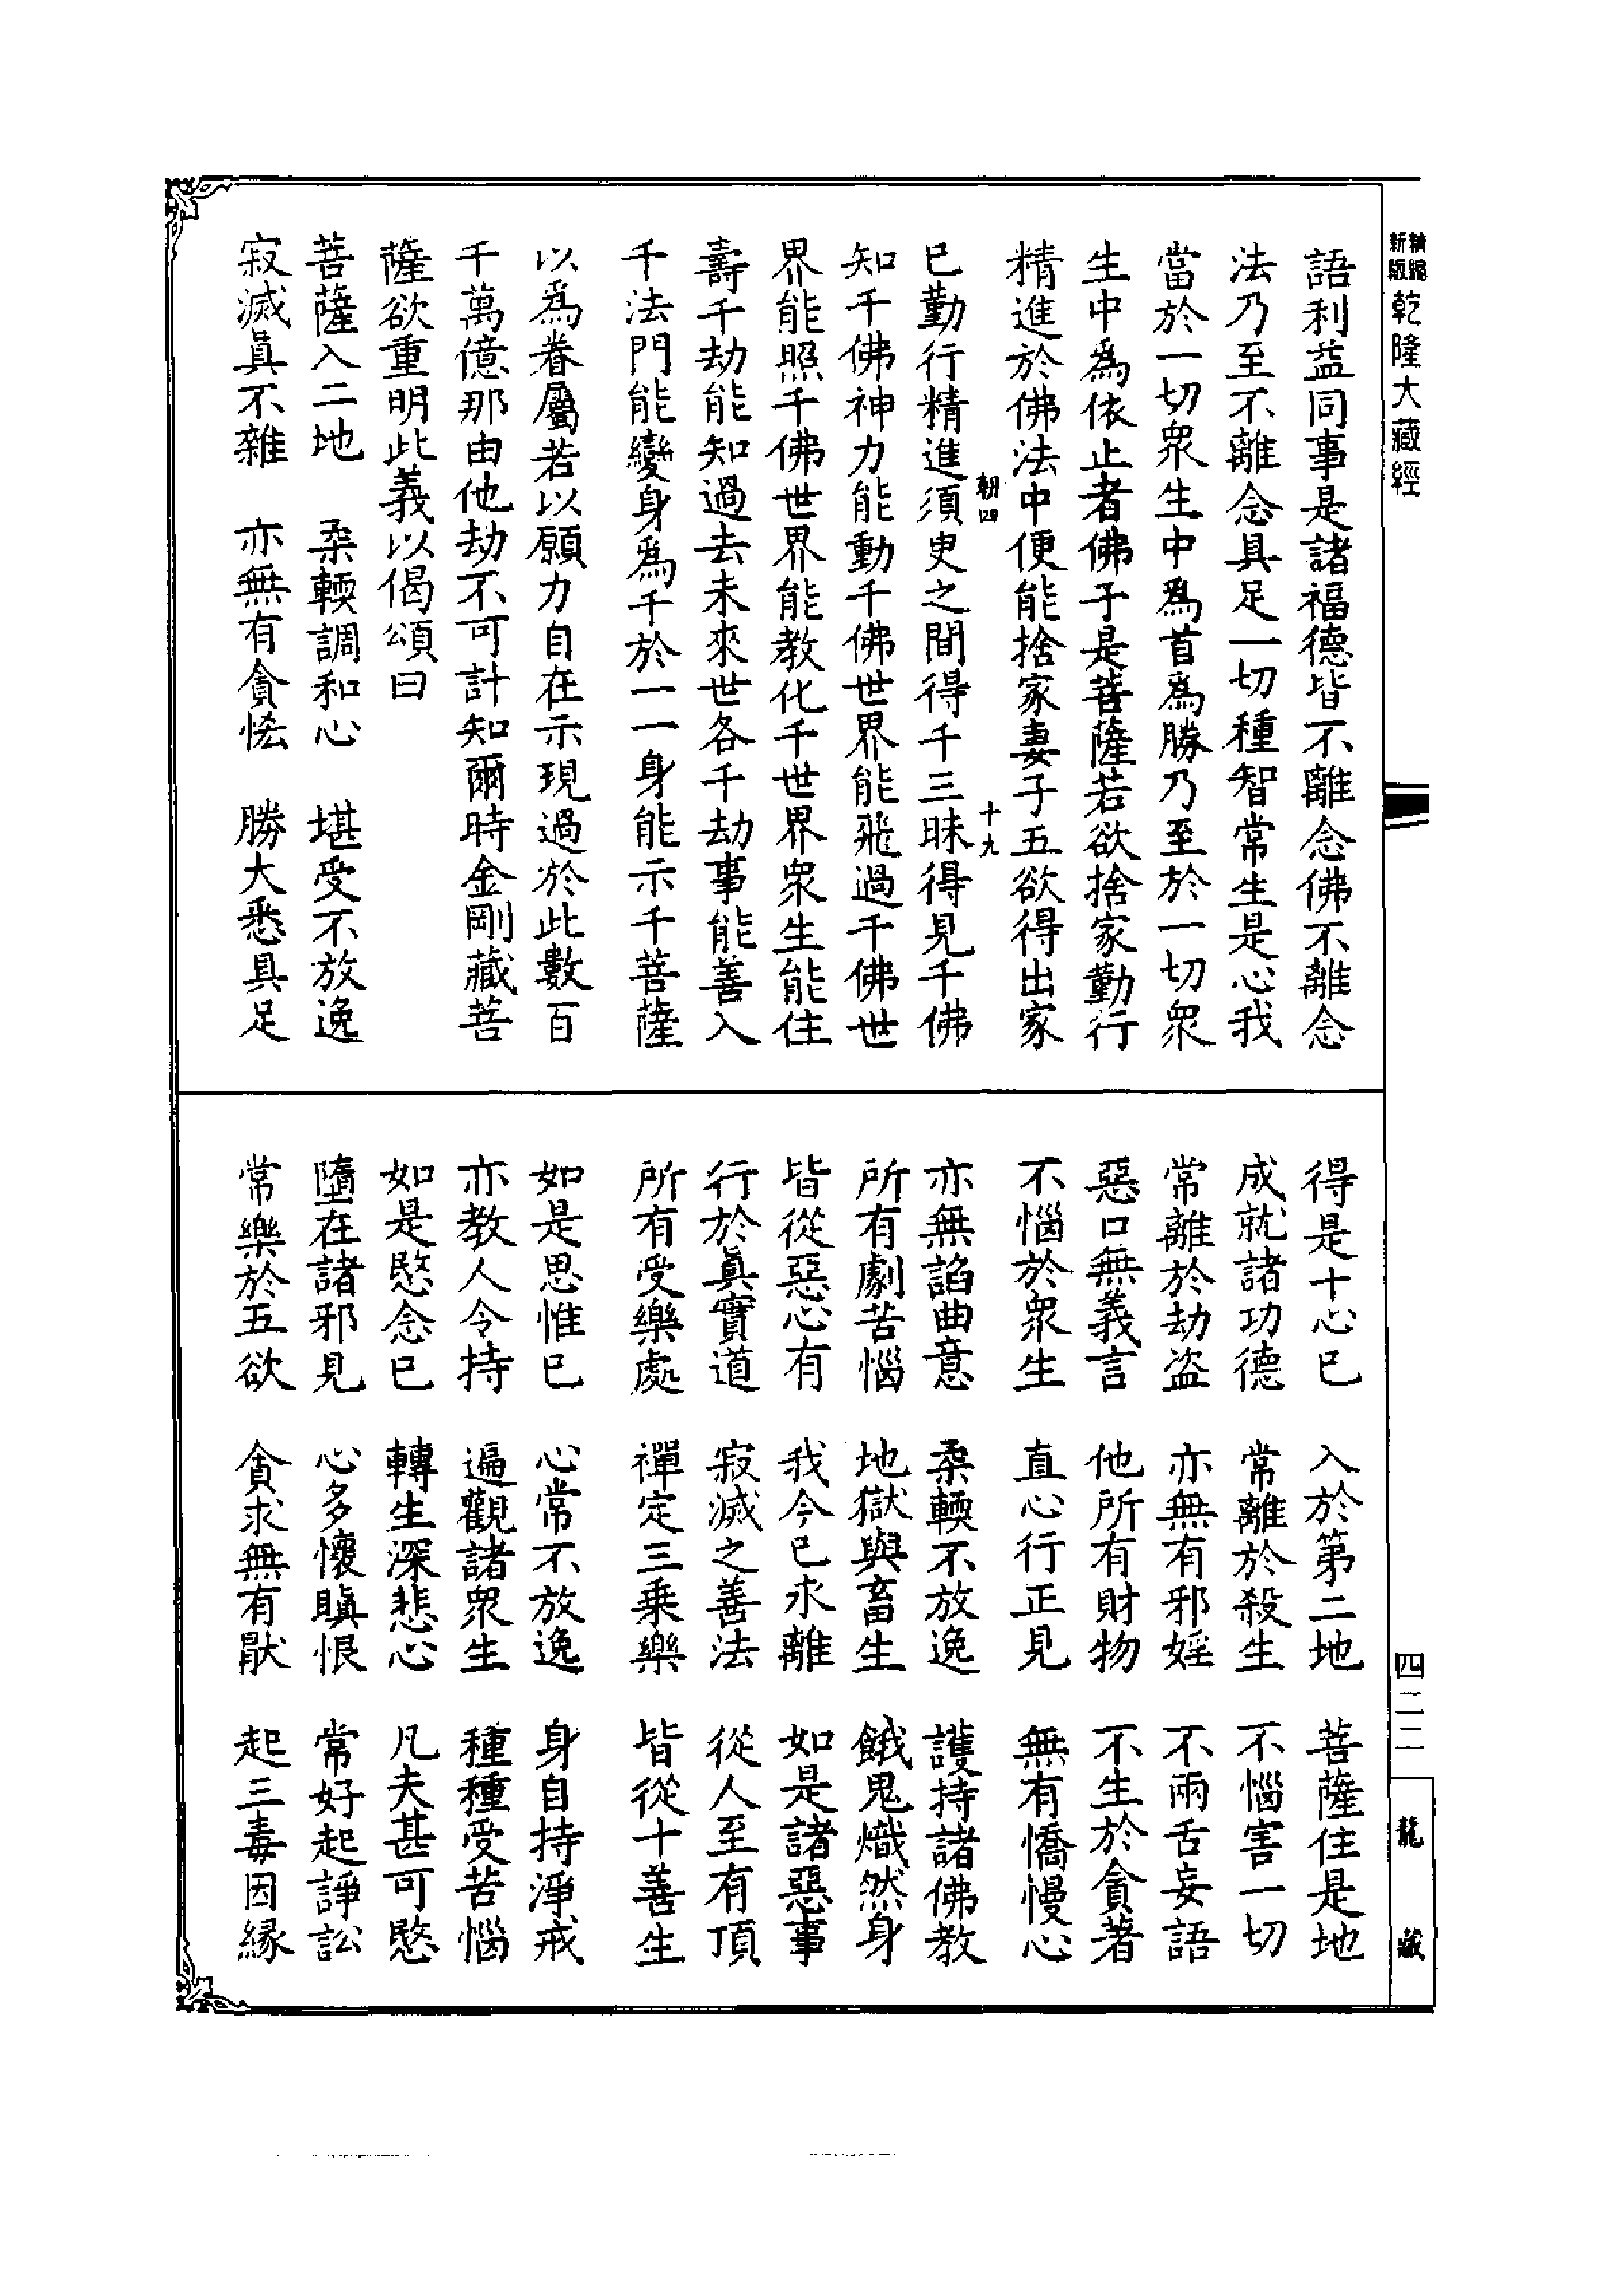 新版
精縮
乾隆大藏經
語利益同事是諸福德皆不離念佛不離念
法乃至不離念具足一切種智常生是心我
當於一切衆生中爲首爲勝乃至於一切衆
生中爲依止者佛子是菩薩若欲捨家勤行
精進於佛法中便能捨家妻子五欲得出家
朝四
十九
已勤行精進須臾之間得千三昧得見千佛
知千佛神力能動千佛世界能飛過千佛世
界能照千佛世界能教化千世界衆生能住
壽千劫能知過去未來世各千劫事能善入
千法門能變身爲千於一一身能示千菩薩
以爲眷屬若以願力自在示現過於此數百
千萬億那由他劫不可計知爾時金剛藏菩
薩欲重明此義以偈頌曰
菩薩入二地　柔輭調和心　堪受不放逸
寂滅眞不雜　亦無有貪恡　勝大悉具足
得是十心已　入於第二地　菩薩住是地
成就諸功德　常離於殺生　不惱害一切
常離於劫盜　亦無有邪婬　不兩舌妄語
惡口無義言　他所有財物　不生於貪著
不惱於衆生　直心行正見　無有憍慢心
亦無諂曲意　柔輭不放逸　護持諸佛教
所有劇苦惱　地獄與畜生　餓鬼熾然身
皆從惡心有　我今已永離　如是諸惡事
行於眞實道　寂滅之善法　從人至有頂
所有受樂處　禪定三乘樂　皆從十善生
如是思惟已　心常不放逸　身自持淨戒
亦教人令持　遍觀諸衆生　種種受苦惱
如是愍念已　轉生深悲心　凡夫甚可愍
墮在諸邪見　心多懷瞋恨　常好起諍訟
常樂於五欲　貪求無有猒　起三毒因緣
四二二
龍藏